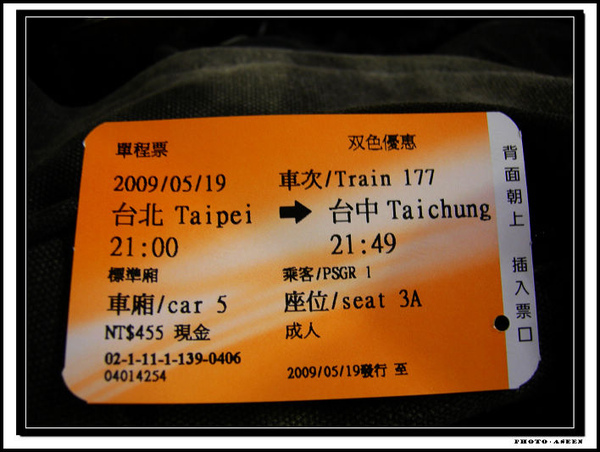 單程票 双色優惠
2009/05/19 車次/Train 177
台北 Taipei → 台中 Taichung
21:00 21:49
標準廂 乘客/PSGR 1
車廂/car 5 座位/seat 3A
NT$455 現金 成人
02-1-11-1-139-0406
04014254 2009/05/19發行 至
背面朝上 插入票口
PHOTO·ASEEN